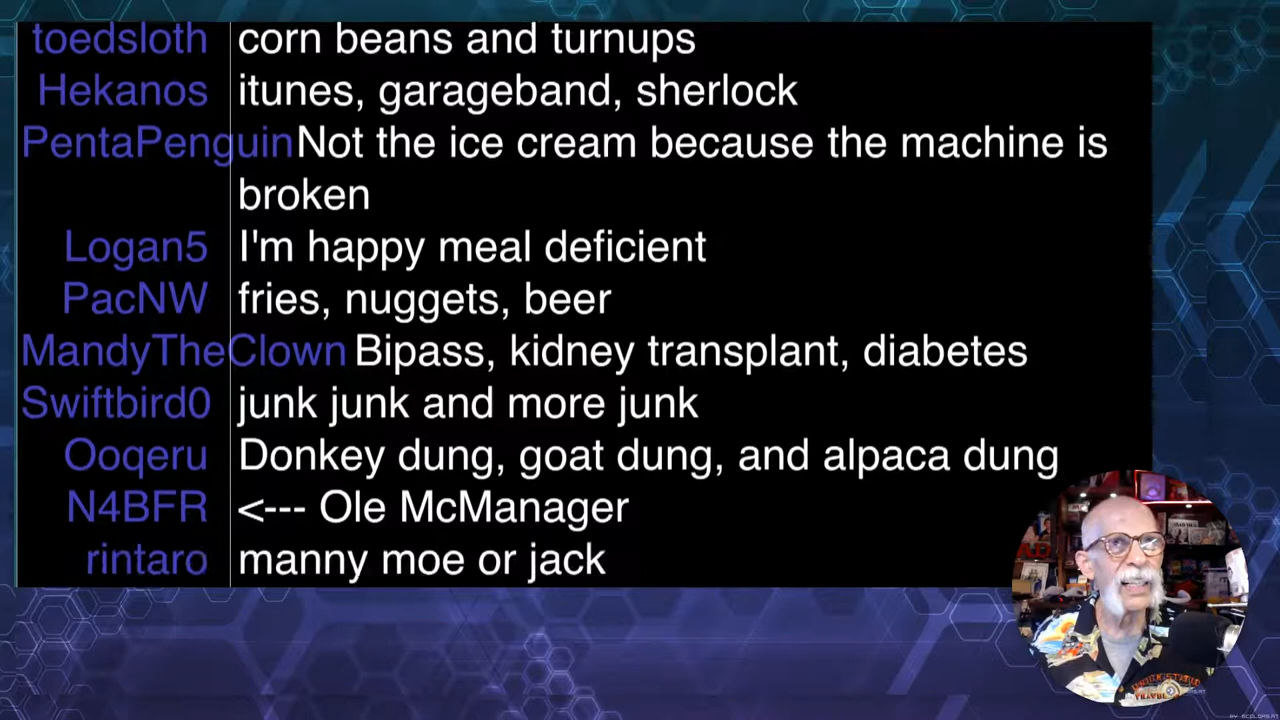 toedsloth corn beans and turnups
Hekanos itunes, garageband, sherlock
PentaPenguin Not the ice cream because the machine is
broken
Logan5 I'm happy meal deficient
PacNW fries, nuggets, beer
MandyTheClown Bipass, kidney transplant, diabetes
Swiftbird0 junk junk and more junk
Ooqeru Donkey dung, goat dung, and alpaca dung
N4BFR <--- Ole McManager
rintaro manny moe or jack